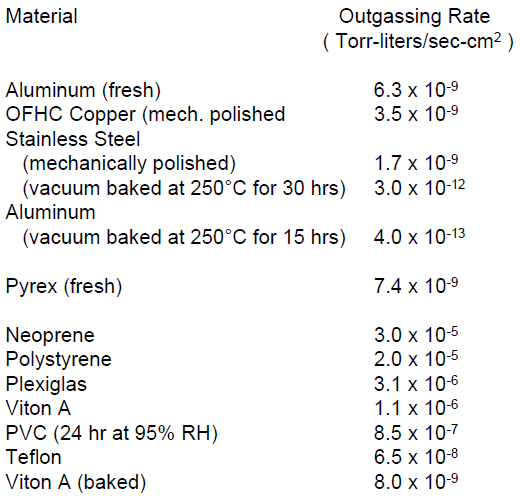 Material Outgassing Rate
( Torr-liters/sec-cm² )
Aluminum (fresh) 6.3 x 10⁻⁹
OFHC Copper (mech. polished 3.5 x 10⁻⁹
Stainless Steel
(mechanically polished) 1.7 x 10⁻⁹
(vacuum baked at 250°C for 30 hrs) 3.0 x 10⁻¹²
Aluminum
(vacuum baked at 250°C for 15 hrs) 4.0 x 10⁻¹³
Pyrex (fresh) 7.4 x 10⁻⁹
Neoprene 3.0 x 10⁻⁵
Polystyrene 2.0 x 10⁻⁵
Plexiglas 3.1 x 10⁻⁶
Viton A 1.1 x 10⁻⁶
PVC (24 hr at 95% RH) 8.5 x 10⁻⁷
Teflon 6.5 x 10⁻⁸
Viton A (baked) 8.0 x 10⁻⁹